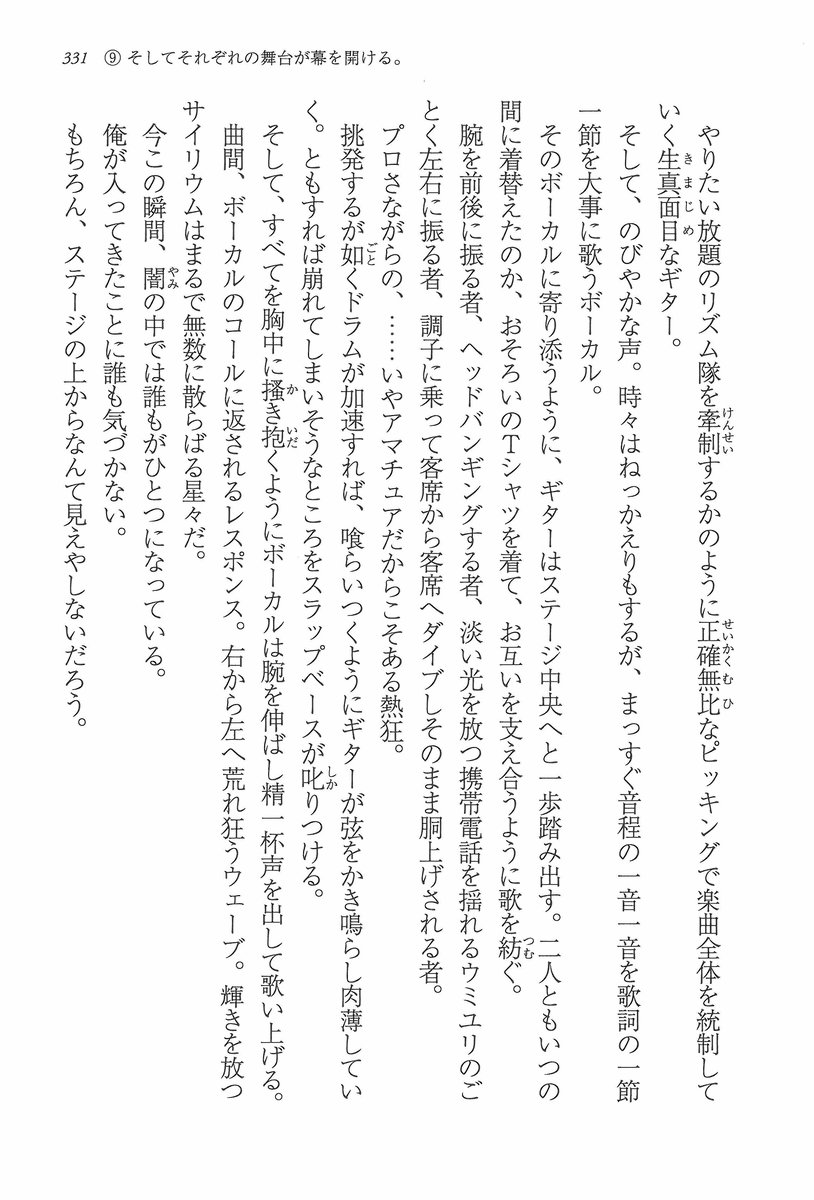 331 ⑨ そしてそれぞれの舞台が幕を開ける。
やりたい放題のリズム隊を牽制するかのように正確無比なピッキングで楽曲全体を統制して
いく生真面目なギター。
そして、のびやかな声。時々はねっかえりもするが、まっすぐ音程の一音一音を歌詞の一節
一節を大事に歌うボーカル。
そのボーカルに寄り添うように、ギターはステージ中央へと一歩踏み出す。二人ともいつの
間に着替えたのか、おそろいのTシャツを着て、お互いを支え合うように歌を紡ぐ。
腕を前後に振る者、ヘッドバンギングする者、淡い光を放つ携帯電話を揺れるウミユリのご
とく左右に振る者、調子に乗って客席から客席へダイブしそのまま胴上げされる者。
プロさながらの、……いやアマチュアだからこそある熱狂。
挑発するが如くドラムが加速すれば、喰らいつくようにギターが弦をかき鳴らし肉薄してい
く。ともすれば崩れてしまいそうなところをスラップベースが叱りつける。
そして、すべてを胸中に掻き抱くようにボーカルは腕を伸ばし精一杯声を出して歌い上げる。
曲間、ボーカルのコールに返されるレスポンス。右から左へ荒れ狂うウェーブ。輝きを放つ
サイリウムはまるで無数に散らばる星々だ。
今この瞬間、闇の中では誰もがひとつになっている。
俺が入ってきたことに誰も気づかない。
もちろん、ステージの上からなんて見えやしないだろう。